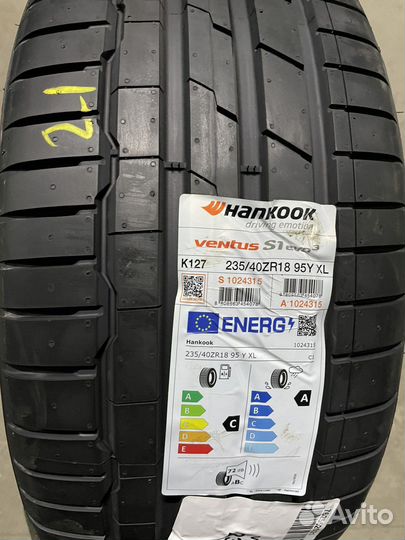 2-1
HANKOOK
driving emotion
ventus S1 evo3
K127 235/40ZR18 95Y XL
S 1024315
A 1024315
ENERG
Hankook 1024315
235/40ZR18 95 Y XL C1
A A
B B
C C C
D D
E E
A
72 dB
Avito